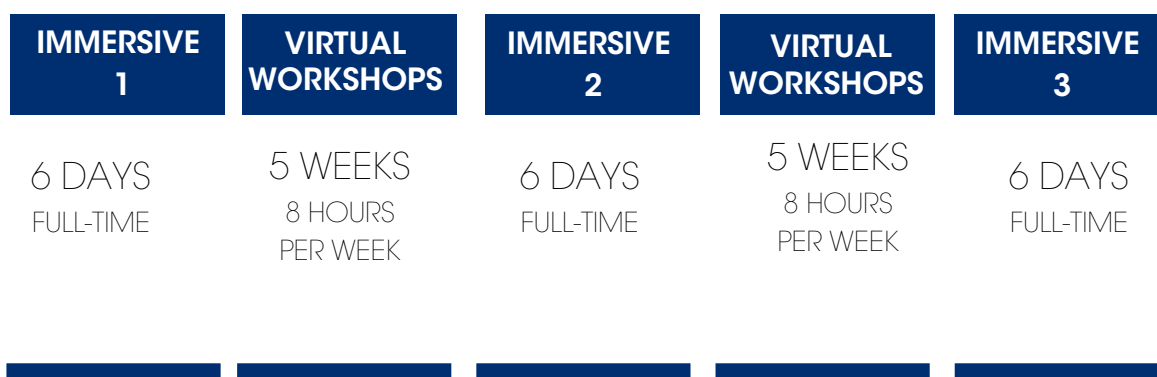 IMMERSIVE
1
VIRTUAL
WORKSHOPS
IMMERSIVE
2
VIRTUAL
WORKSHOPS
IMMERSIVE
3
6 DAYS
FULL-TIME
5 WEEKS
8 HOURS
PER WEEK
6 DAYS
FULL-TIME
5 WEEKS
8 HOURS
PER WEEK
6 DAYS
FULL-TIME